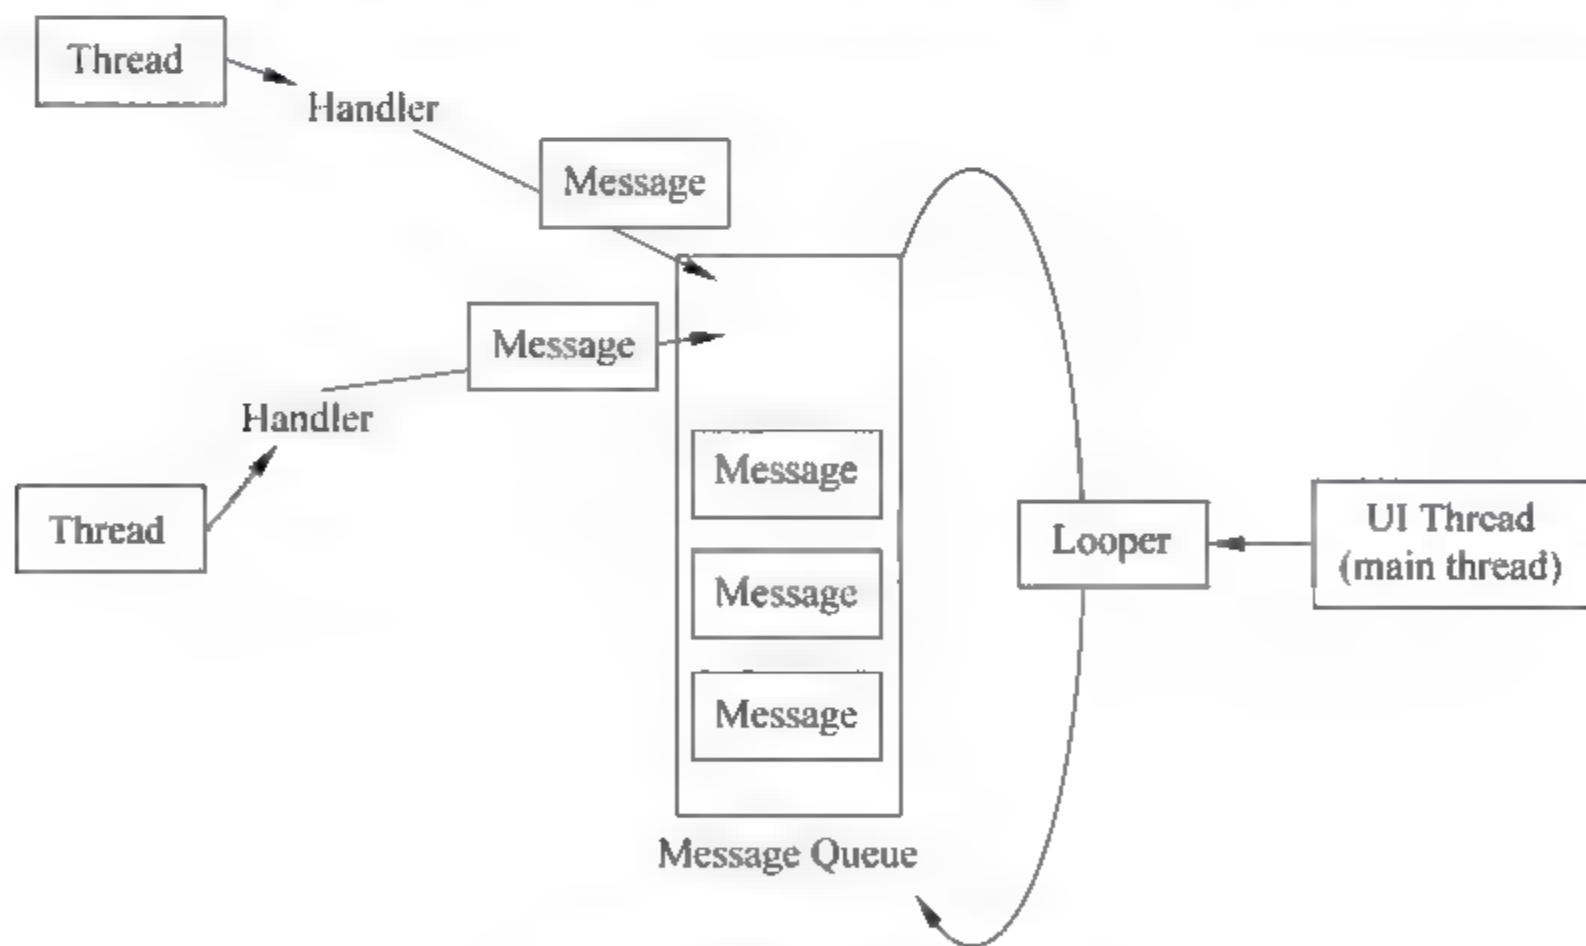 Thread
Handler
Message
Message
Handler
Thread
Message
Message
Message
Message Queue
Looper
UI Thread
(main thread)